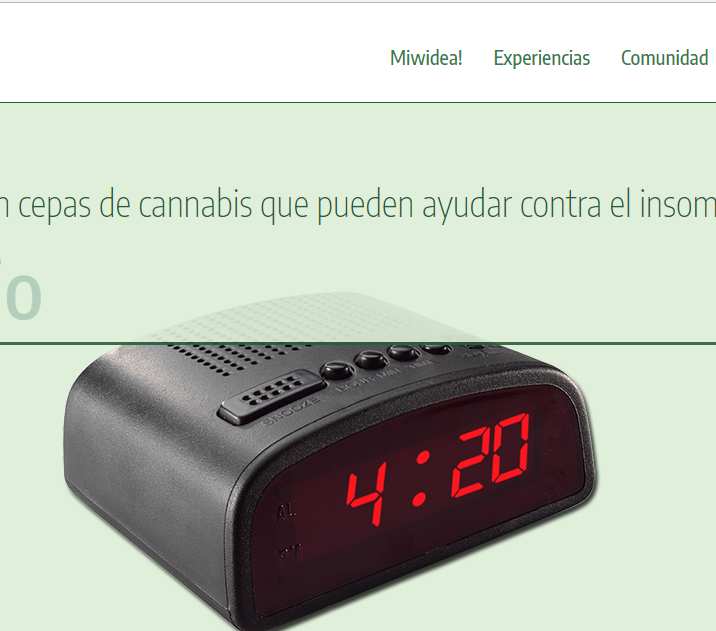 Miwidea! Experiencias Comunidad
n cepas de cannabis que pueden ayudar contra el insom
o
SNOOZE
4:20
AL